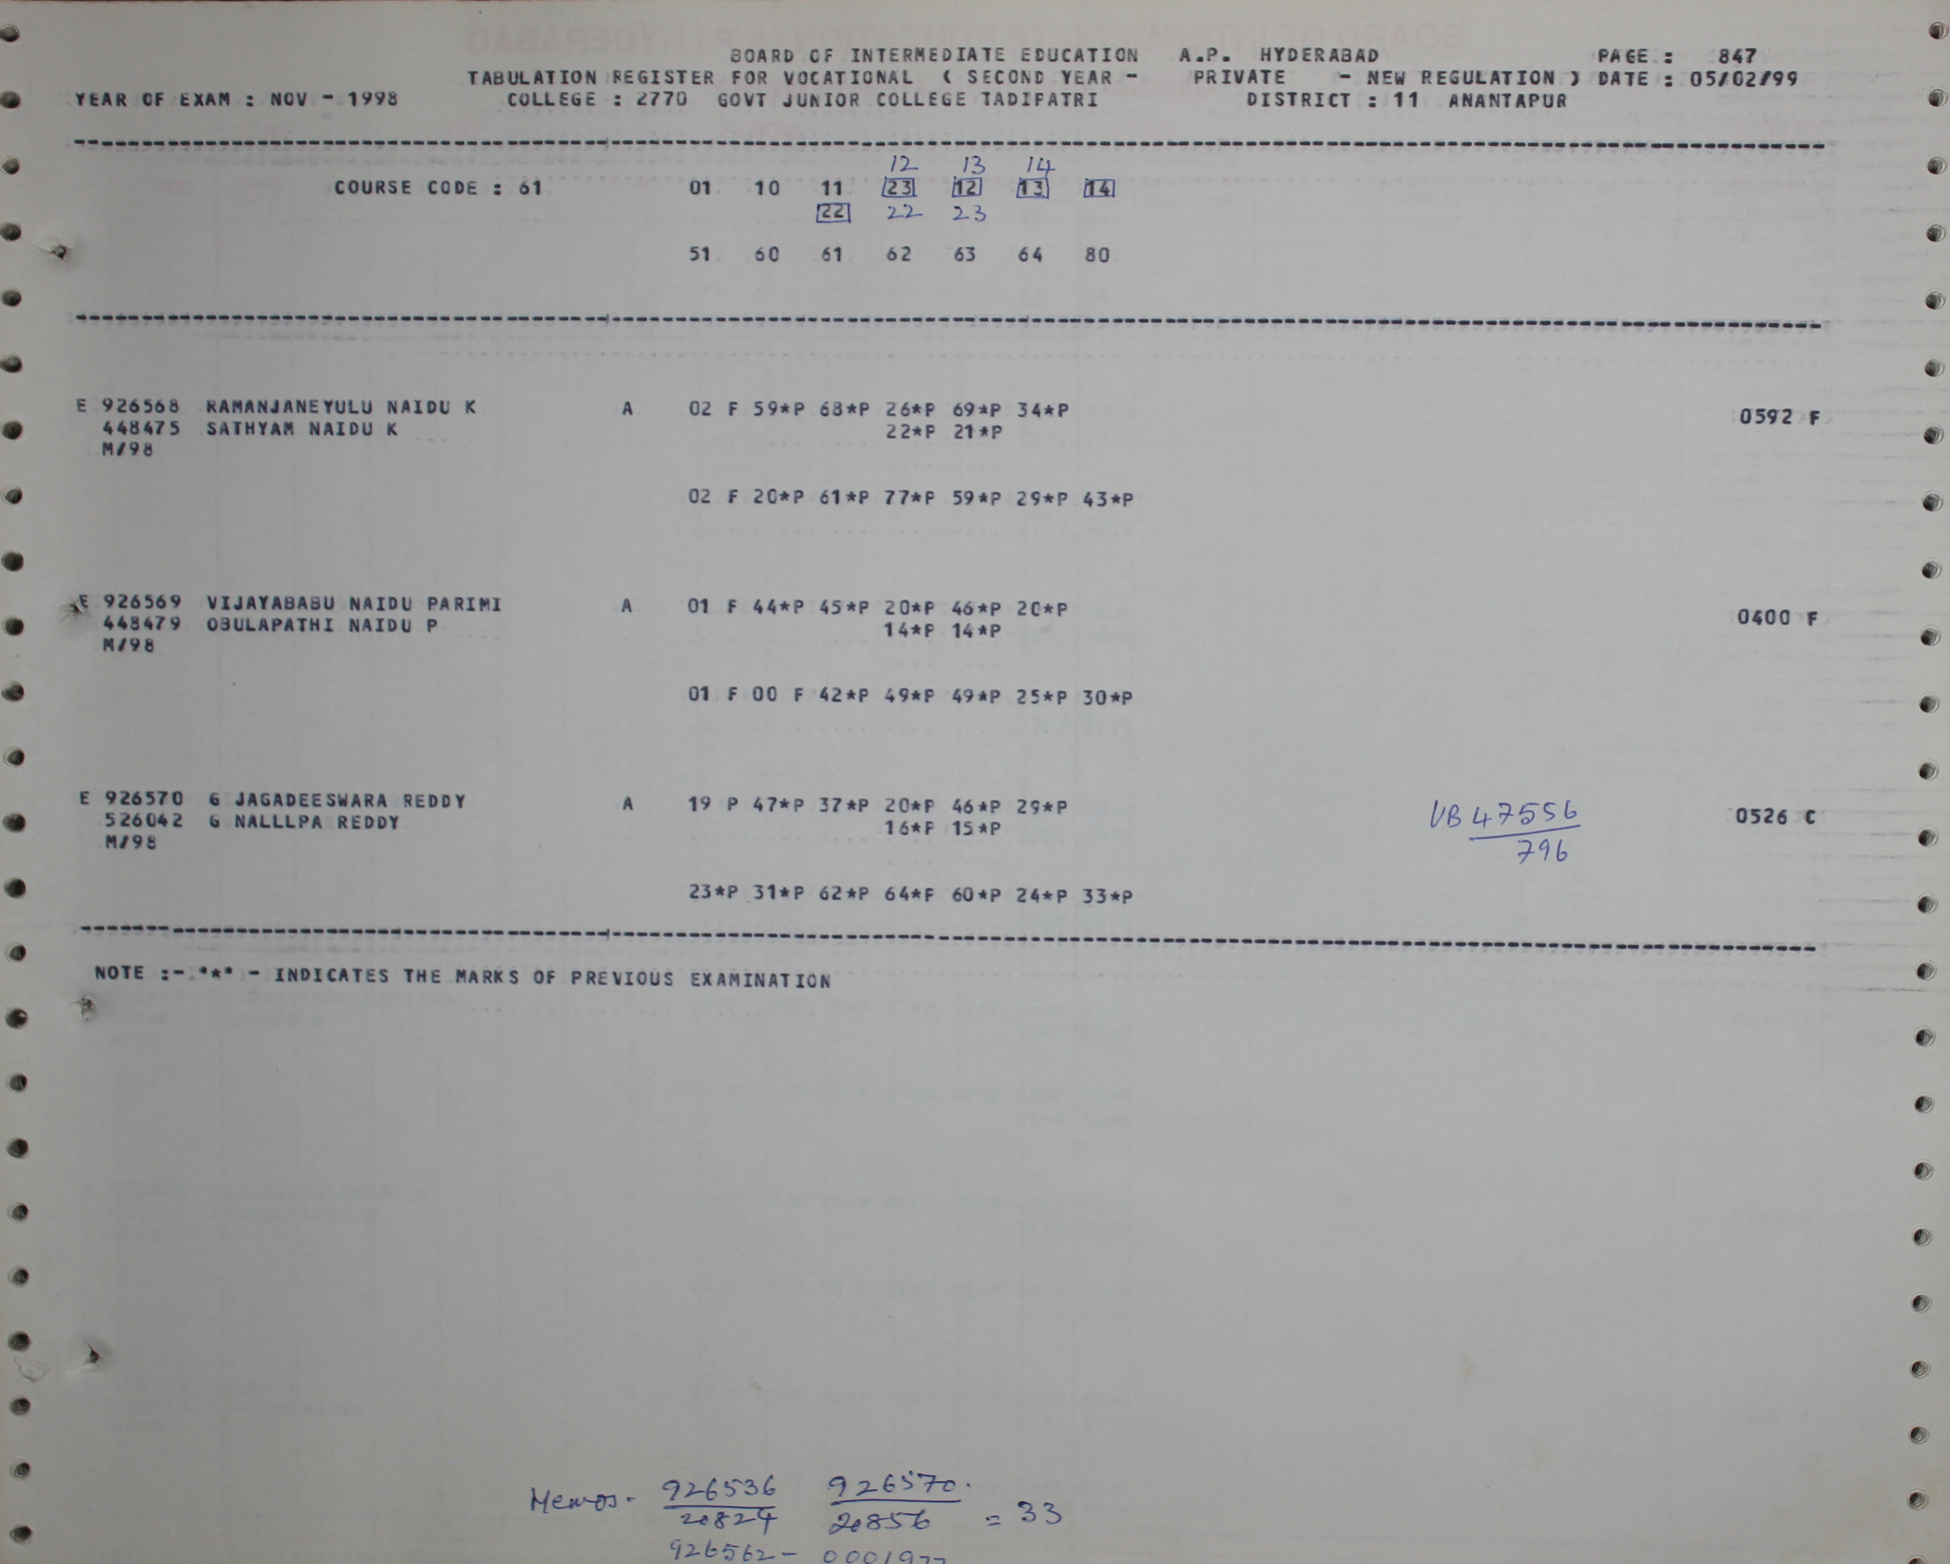 BOARD OF INTERMEDIATE EDUCATION A.P. HYDERABAD PAGE : 847
TABULATION REGISTER FOR VOCATIONAL ( SECOND YEAR - PRIVATE - NEW REGULATION ) DATE : 05/02/99
YEAR OF EXAM : NOV - 1998 COLLEGE : 2770 GOVT JUNIOR COLLEGE TADIPATRI DISTRICT : 11 ANANTAPUR
12 13 14
COURSE CODE : 61 01 10 11 23 12 13 14
22 22 23
51 60 61 62 63 64 80
E 926568 RAMANJANEYULU NAIDU K A 02 F 59*P 68*P 26*P 69*P 34*P 0592 F
448475 SATHYAM NAIDU K 22*P 21*P
M/98
02 F 20*P 61*P 77*P 59*P 29*P 43*P
E 926569 VIJAYABABU NAIDU PARIMI A 01 F 44*P 45*P 20*P 46*P 20*P 0400 F
448479 OBULAPATHI NAIDU P 14*P 14*P
M/98
01 F 00 F 42*P 49*P 49*P 25*P 30*P
E 926570 G JAGADEESWARA REDDY A 19 P 47*P 37*P 20*P 46*P 29*P VB 47556 0526 C
526042 G NALLLPA REDDY 16*P 15*P 796
M/98
23*P 31*P 62*P 64*P 60*P 24*P 33*P
NOTE :- "*" - INDICATES THE MARKS OF PREVIOUS EXAMINATION
Memos - 926536 926570.
20824 20856 = 33
926562 - 0001977